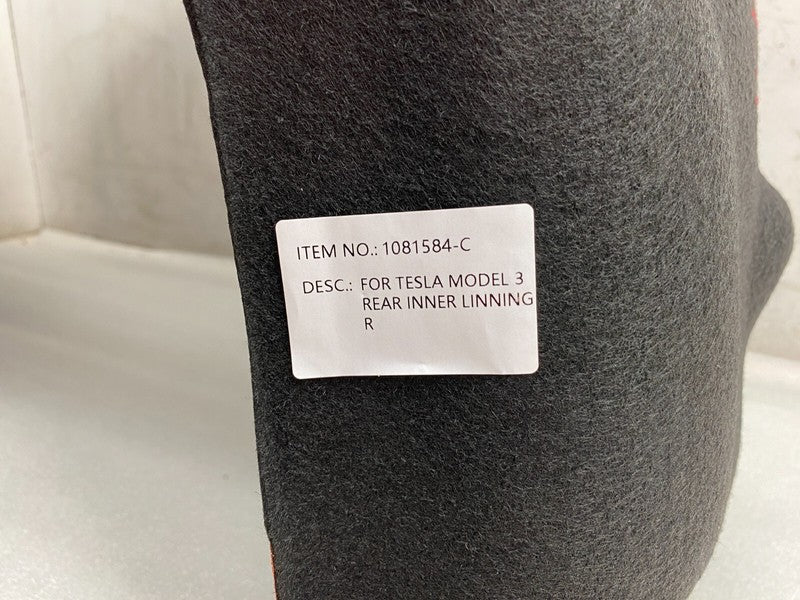 ITEM NO.: 1081584-C
DESC.: FOR TESLA MODEL 3
REAR INNER LINNING
R